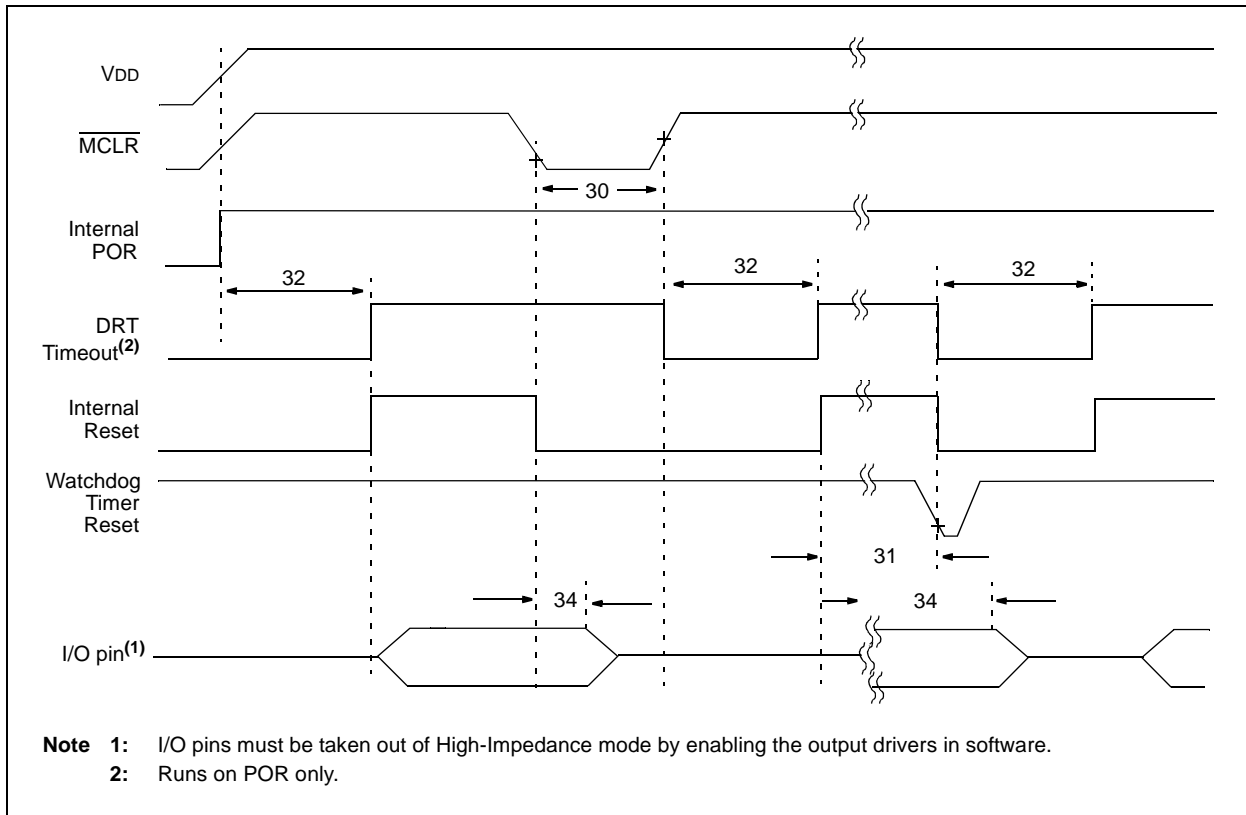 VDD
MCLR
30
Internal
POR
32
32
32
DRT
Timeout(2)
Internal
Reset
Watchdog
Timer
Reset
31
34
34
I/O pin(1)
Note 1: I/O pins must be taken out of High-Impedance mode by enabling the output drivers in software.
2: Runs on POR only.